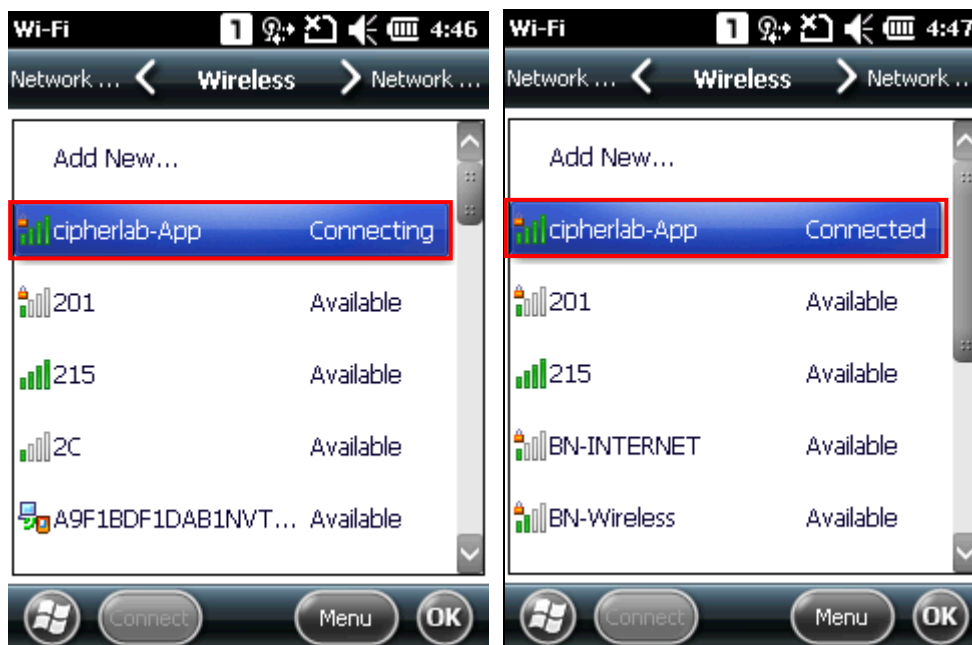 Wi-Fi 1 4:46
Network ... Wireless Network ...
Add New...
cipherlab-App Connecting
201 Available
215 Available
2C Available
A9F1BDF1DAB1NVT... Available
Connect Menu OK
Wi-Fi 1 4:47
Network ... Wireless Network ..
Add New...
cipherlab-App Connected
201 Available
215 Available
BN-INTERNET Available
BN-Wireless Available
Connect Menu OK